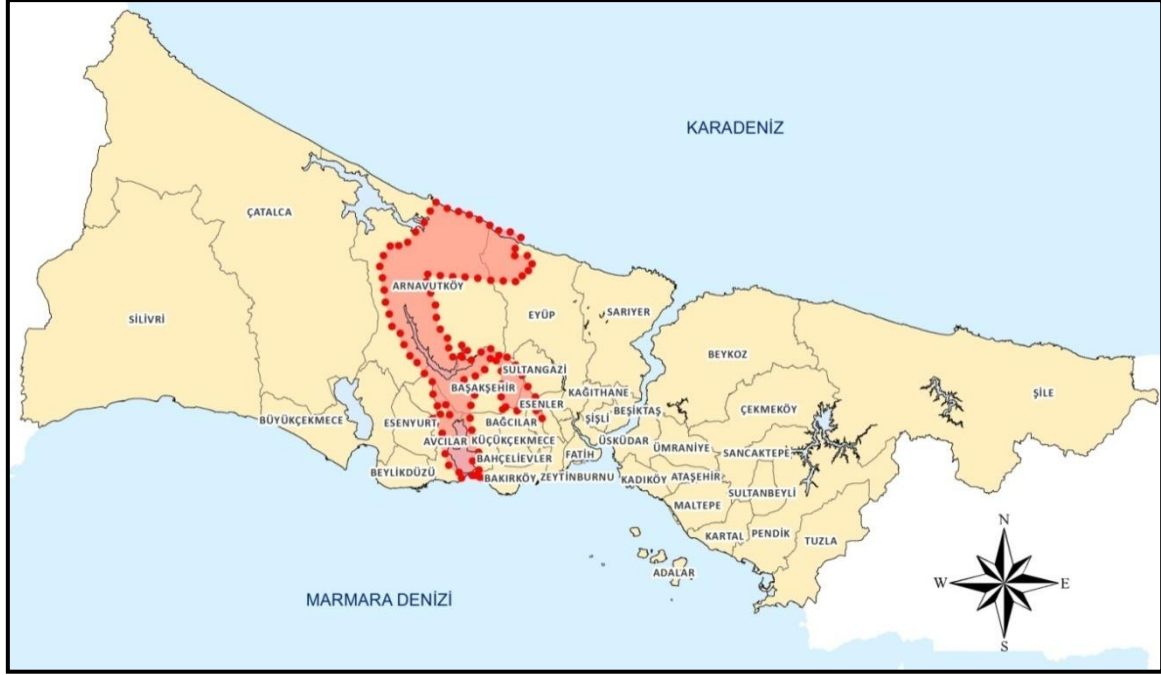 KARADENİZ
ÇATALCA
ARNAVUTKÖY
SİLİVRİ
EYÜP
SARIYER
BEYKOZ
SULTANGAZİ
BAŞAKŞEHİR
KAĞITHANE
ŞİLE
ESENLER
BEŞİKTAŞ
ÇEKMEKÖY
BÜYÜKÇEKMECE
ESENYURT
BAĞCILAR
ŞİŞLİ
AVCILAR
KÜÇÜKÇEKMECE
ÜSKÜDAR
ÜMRANİYE
SANCAKTEPE
BAHÇELİEVLER
FATİH
BEYLİKDÜZÜ
BAKIRKÖY
ZEYTİNBURNU
KADIKÖY
ATAŞEHİR
SULTANBEYLİ
MALTEPE
KARTAL
PENDİK
TUZLA
ADALAR
MARMARA DENİZİ
N
W
E
S